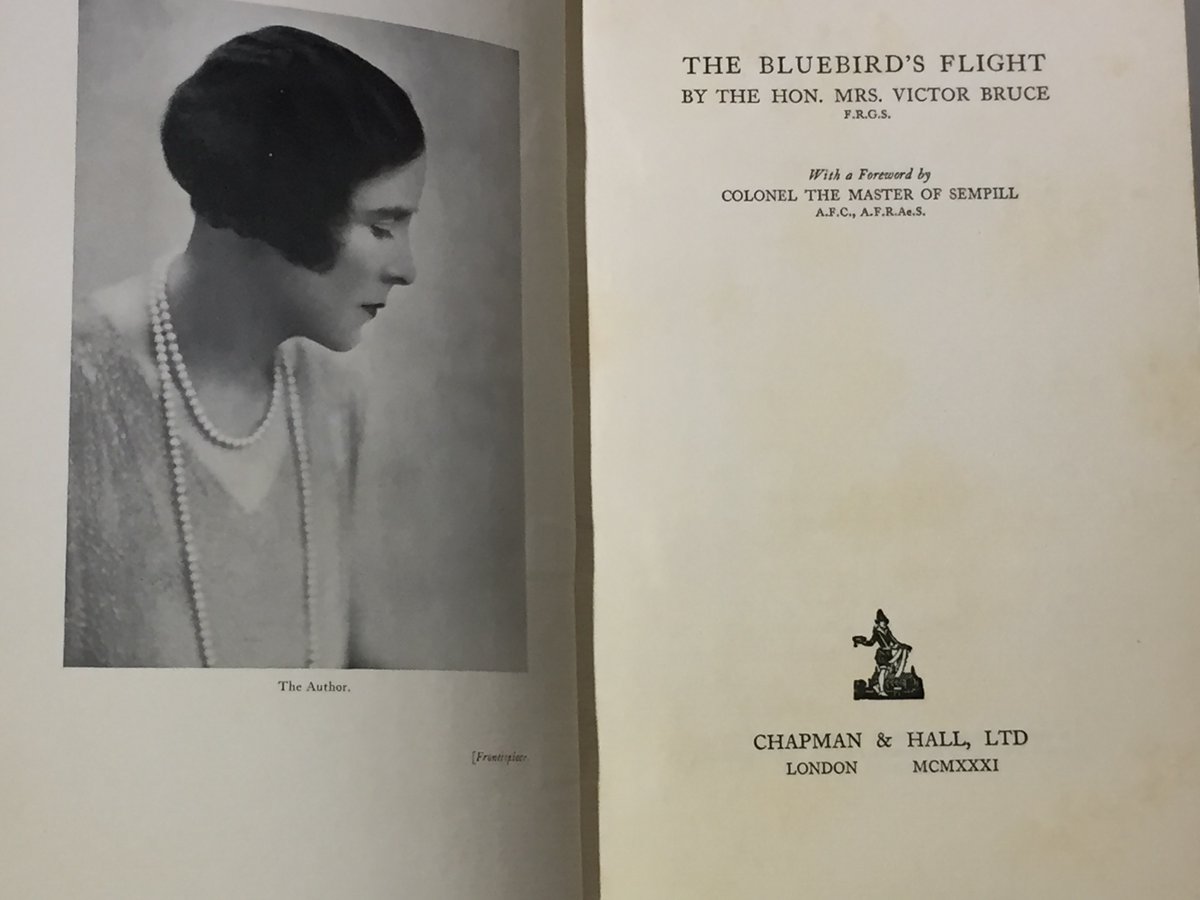 The Author.
[Frontispiece.
THE BLUEBIRD'S FLIGHT
BY THE HON. MRS. VICTOR BRUCE
F.R.G.S.
With a Foreword by
COLONEL THE MASTER OF SEMPILL
A.F.C., A.F.R.Ae.S.
CHAPMAN & HALL, LTD
LONDON MCMXXXI